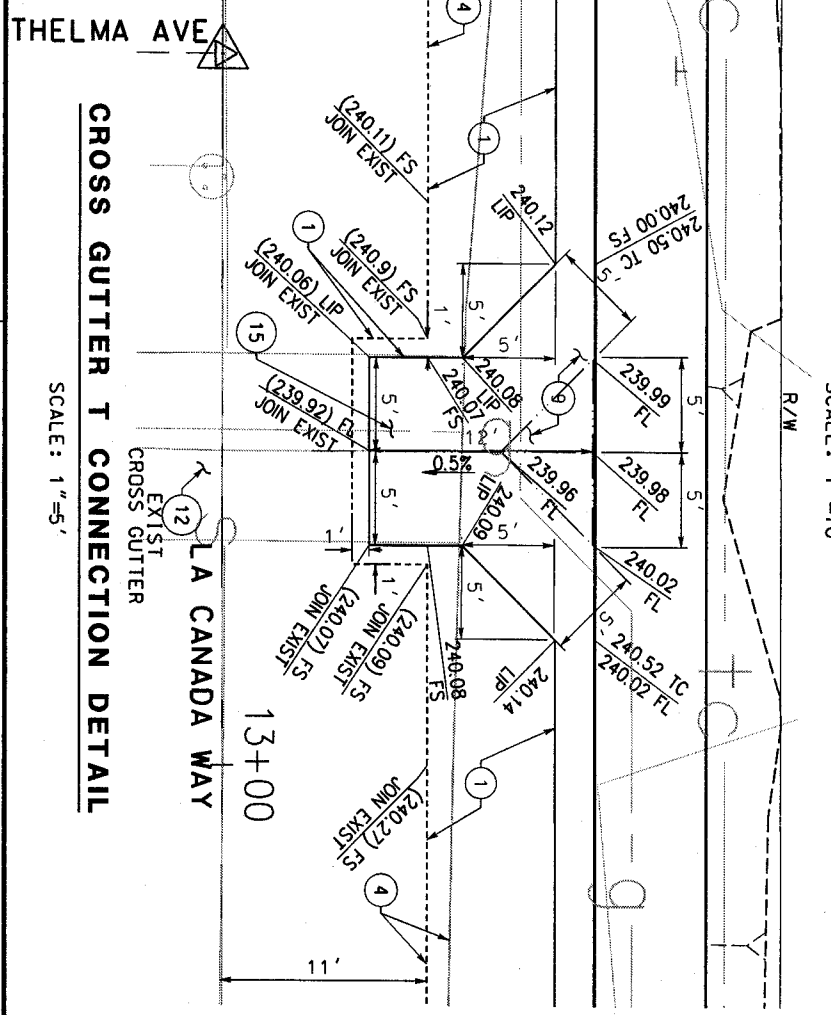 THELMA AVE
CROSS GUTTER T CONNECTION DETAIL
SCALE: 1"=5'
4
1
(240.11) FS
JOIN EXIST
240.12
LIP
240.50 TC
240.00 FS
5'
R/W
1
(240.9) FS
JOIN EXIST
(240.06) LIP
JOIN EXIST
1'
5'
5'
240.08
LIP
240.07
FS
15
(239.92) FL
JOIN EXIST
5'
5'
12'
0.5%
9
239.99
FL
5'
239.98
FL
5'
239.96
FL
240.02
FL
240.09
LIP
5'
5'
5'
240.52 TC
240.02 FL
240.14
LIP
240.08
FS
1'
1'
(240.09) FS
JOIN EXIST
(240.07) FS
JOIN EXIST
12
EXIST
CROSS GUTTER
LA CANADA WAY
13+00
(240.27) FS
JOIN EXIST
1
4
11'